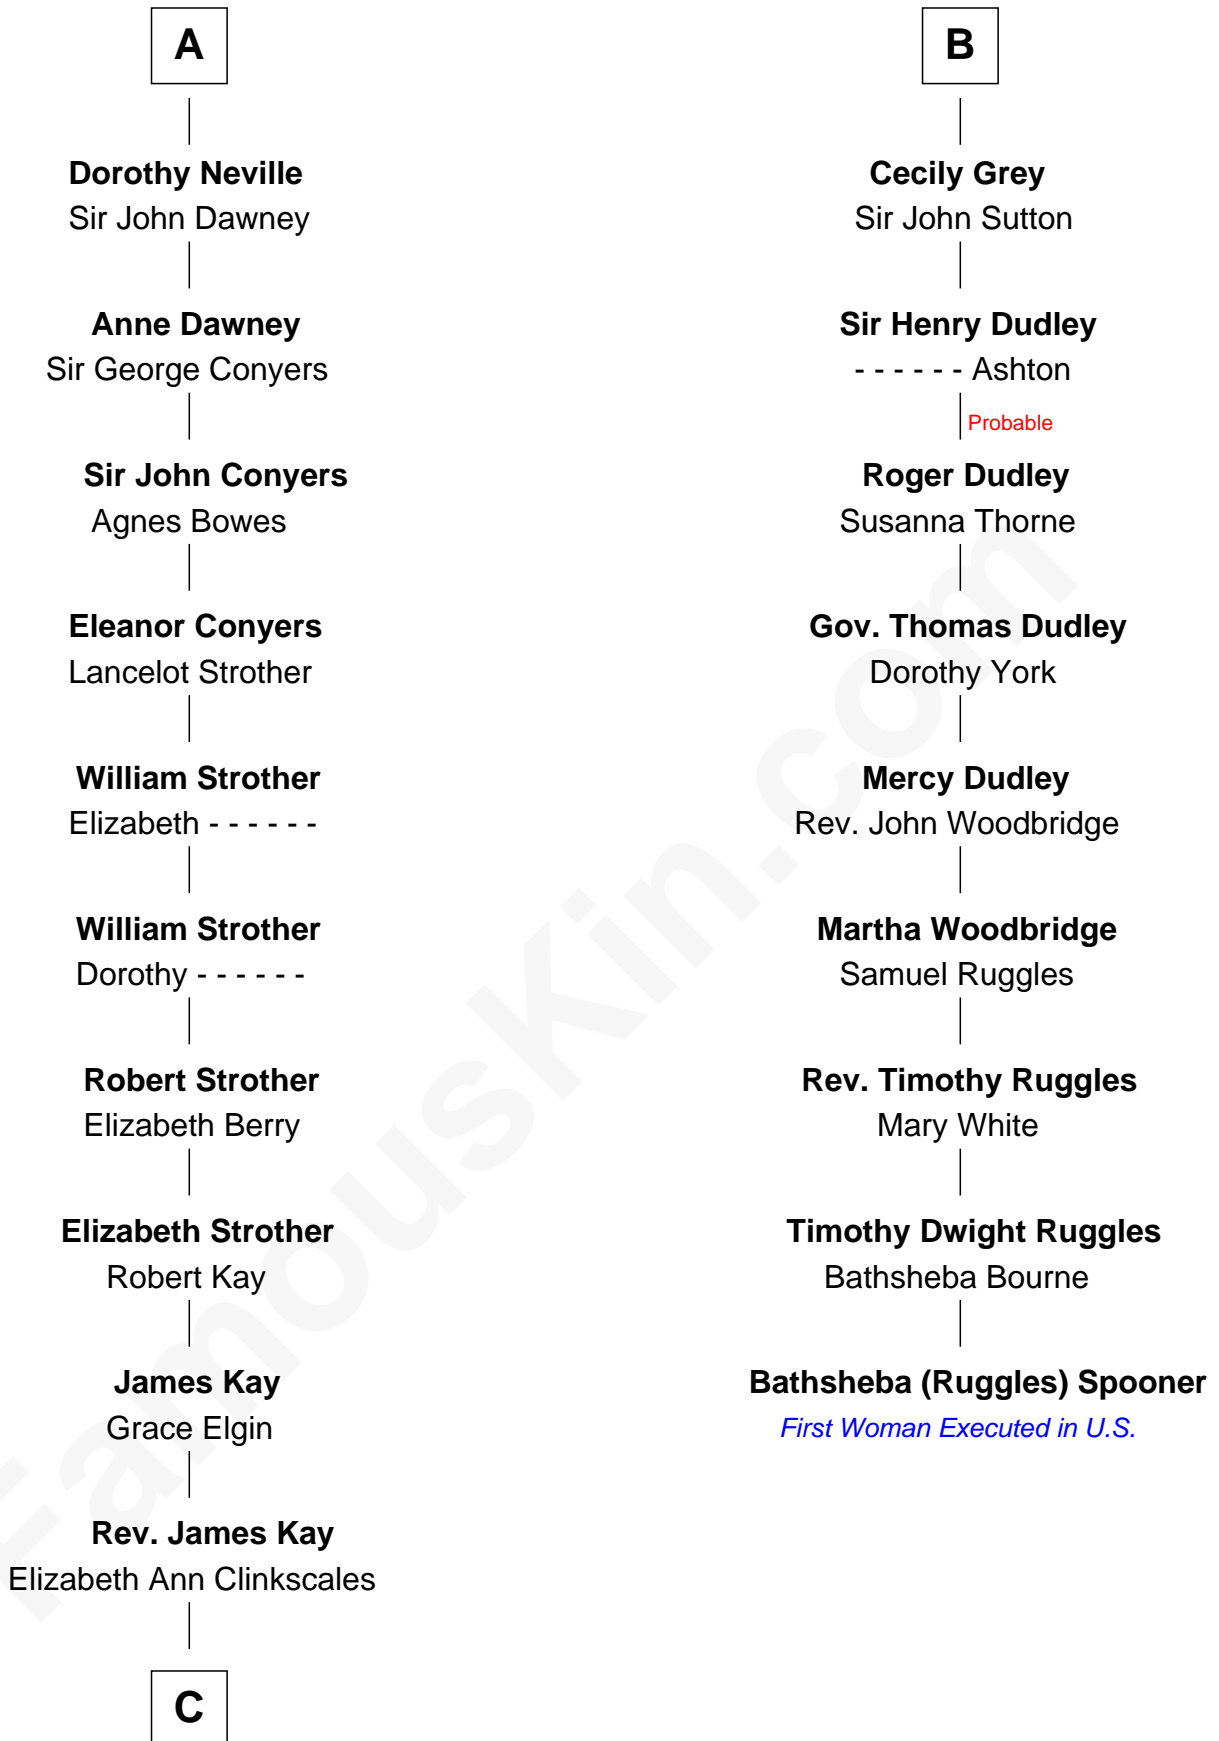 A
Dorothy Neville
Sir John Dawney
Anne Dawney
Sir George Conyers
Sir John Conyers
Agnes Bowes
Eleanor Conyers
Lancelot Strother
William Strother
Elizabeth - - - - - -
William Strother
Dorothy - - - - - -
Robert Strother
Elizabeth Berry
Elizabeth Strother
Robert Kay
James Kay
Grace Elgin
Rev. James Kay
Elizabeth Ann Clinkscales
C
B
Cecily Grey
Sir John Sutton
Sir Henry Dudley
- - - - - - Ashton
Probable
Roger Dudley
Susanna Thorne
Gov. Thomas Dudley
Dorothy York
Mercy Dudley
Rev. John Woodbridge
Martha Woodbridge
Samuel Ruggles
Rev. Timothy Ruggles
Mary White
Timothy Dwight Ruggles
Bathsheba Bourne
Bathsheba (Ruggles) Spooner
First Woman Executed in U.S.
FamousKin.com